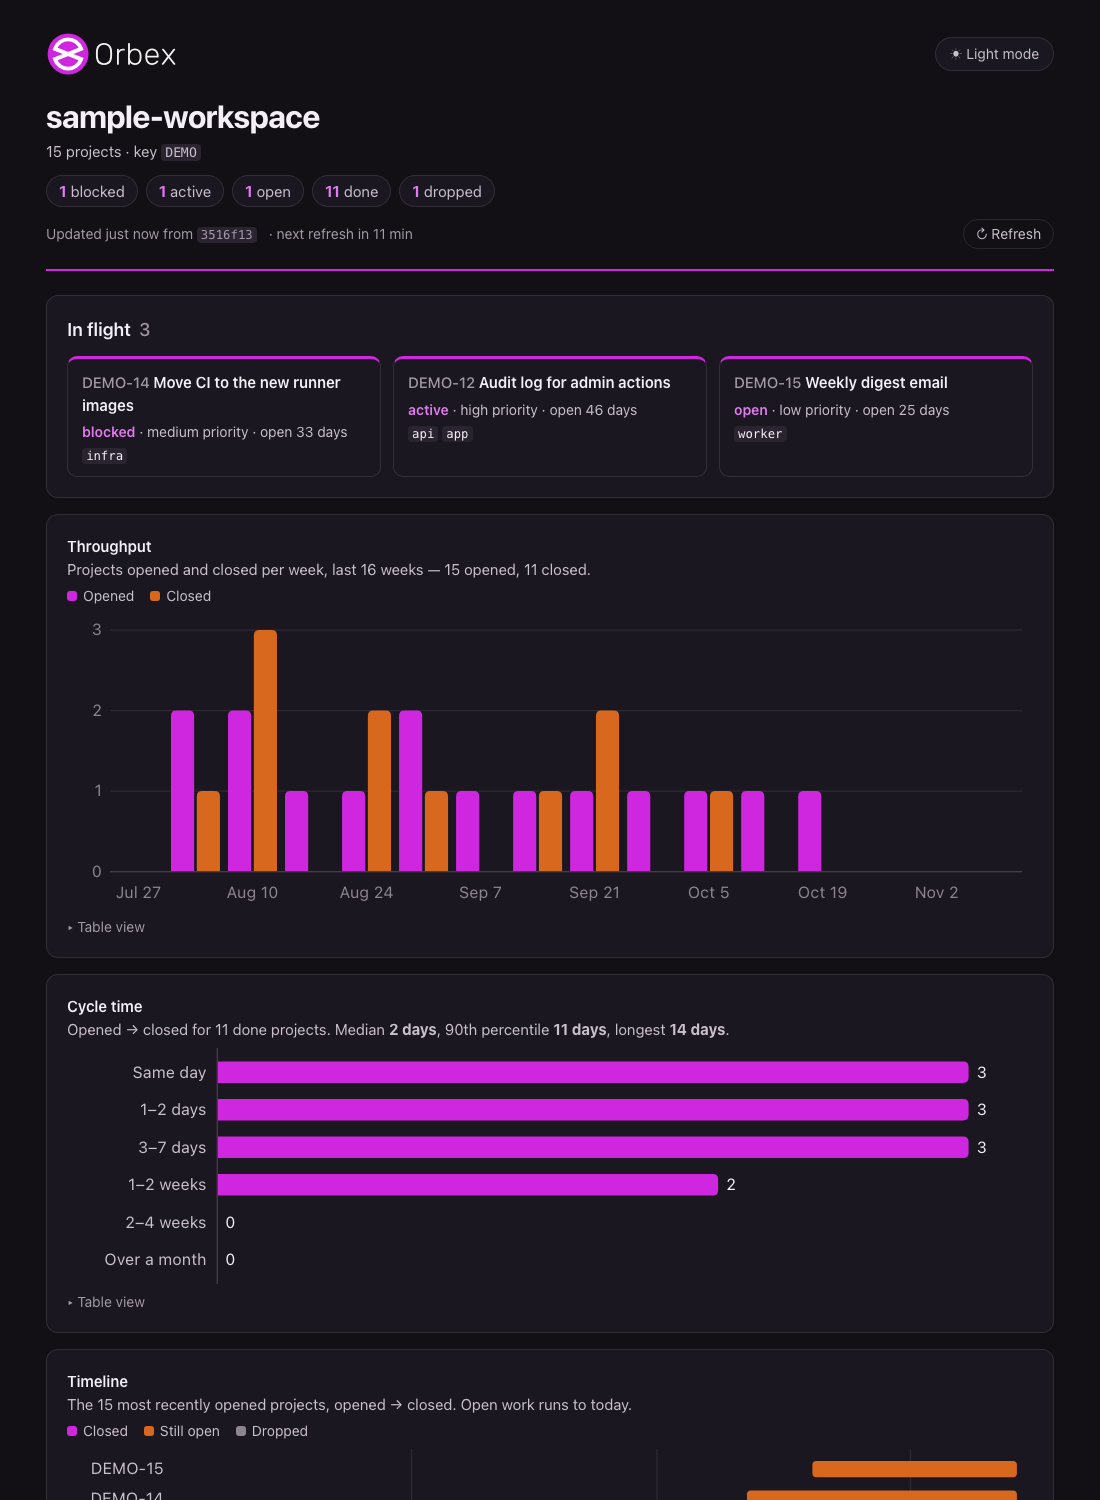 Orbex
☀ Light mode
sample-workspace
15 projects · key DEMO
1 blocked
1 active
1 open
11 done
1 dropped
Updated just now from 3516f13 · next refresh in 11 min
↻ Refresh
In flight 3
DEMO-14 Move CI to the new runner
images
blocked · medium priority · open 33 days
infra
DEMO-12 Audit log for admin actions
active · high priority · open 46 days
api app
DEMO-15 Weekly digest email
open · low priority · open 25 days
worker
Throughput
Projects opened and closed per week, last 16 weeks — 15 opened, 11 closed.
Opened Closed
3
2
1
0
Jul 27 Aug 10 Aug 24 Sep 7 Sep 21 Oct 5 Oct 19 Nov 2
▸ Table view
Cycle time
Opened → closed for 11 done projects. Median 2 days, 90th percentile 11 days, longest 14 days.
Same day 3
1–2 days 3
3–7 days 3
1–2 weeks 2
2–4 weeks 0
Over a month 0
▸ Table view
Timeline
The 15 most recently opened projects, opened → closed. Open work runs to today.
Closed Still open Dropped
DEMO-15
DEMO-14